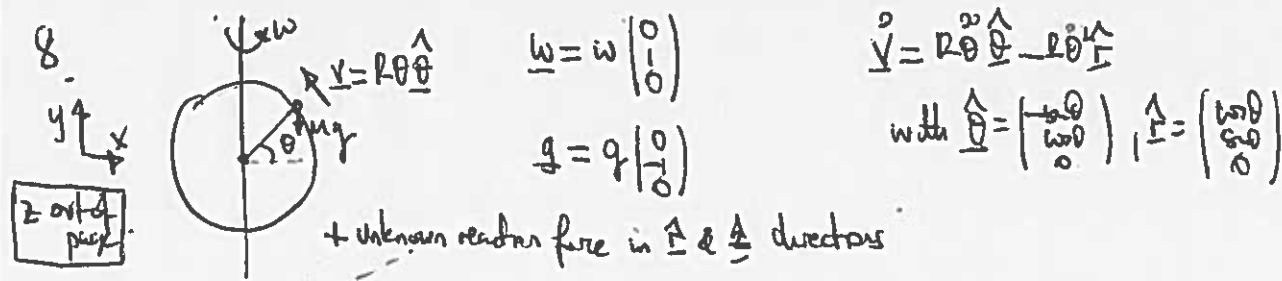 8.
y x
z out of page.
ω
v = Rθ θ̂
mg
θ
ω = ω (0 1 0)
g = g (0 -1 0)
v̇ = Rθ̈ θ̂ - Rθ̇² r̂
with θ̂ = (-sinθ cosθ 0), r̂ = (cosθ sinθ 0)
+ unknown reaction force in r̂ & directions